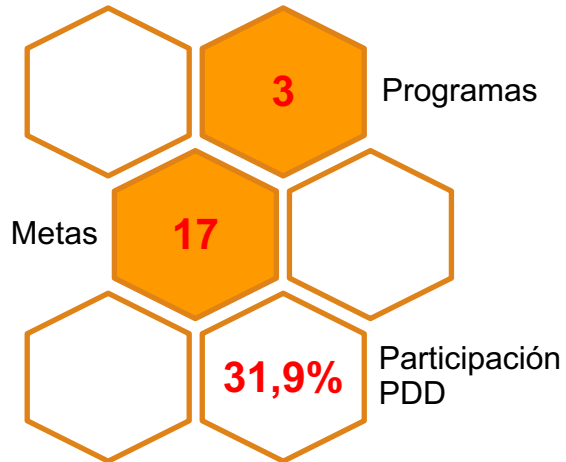 3
Programas
Metas
17
31,9%
Participación
PDD